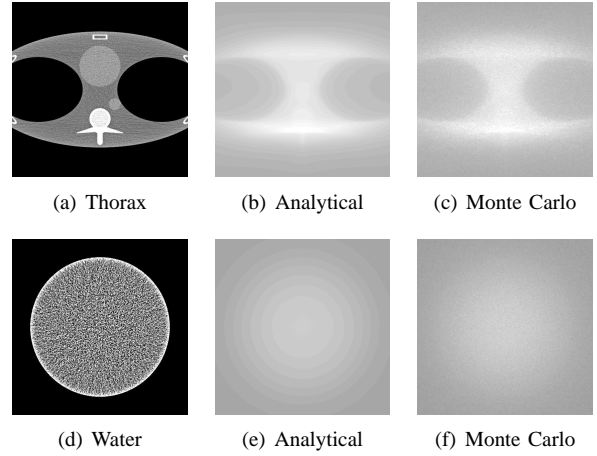 (a) Thorax
(b) Analytical
(c) Monte Carlo
(d) Water
(e) Analytical
(f) Monte Carlo